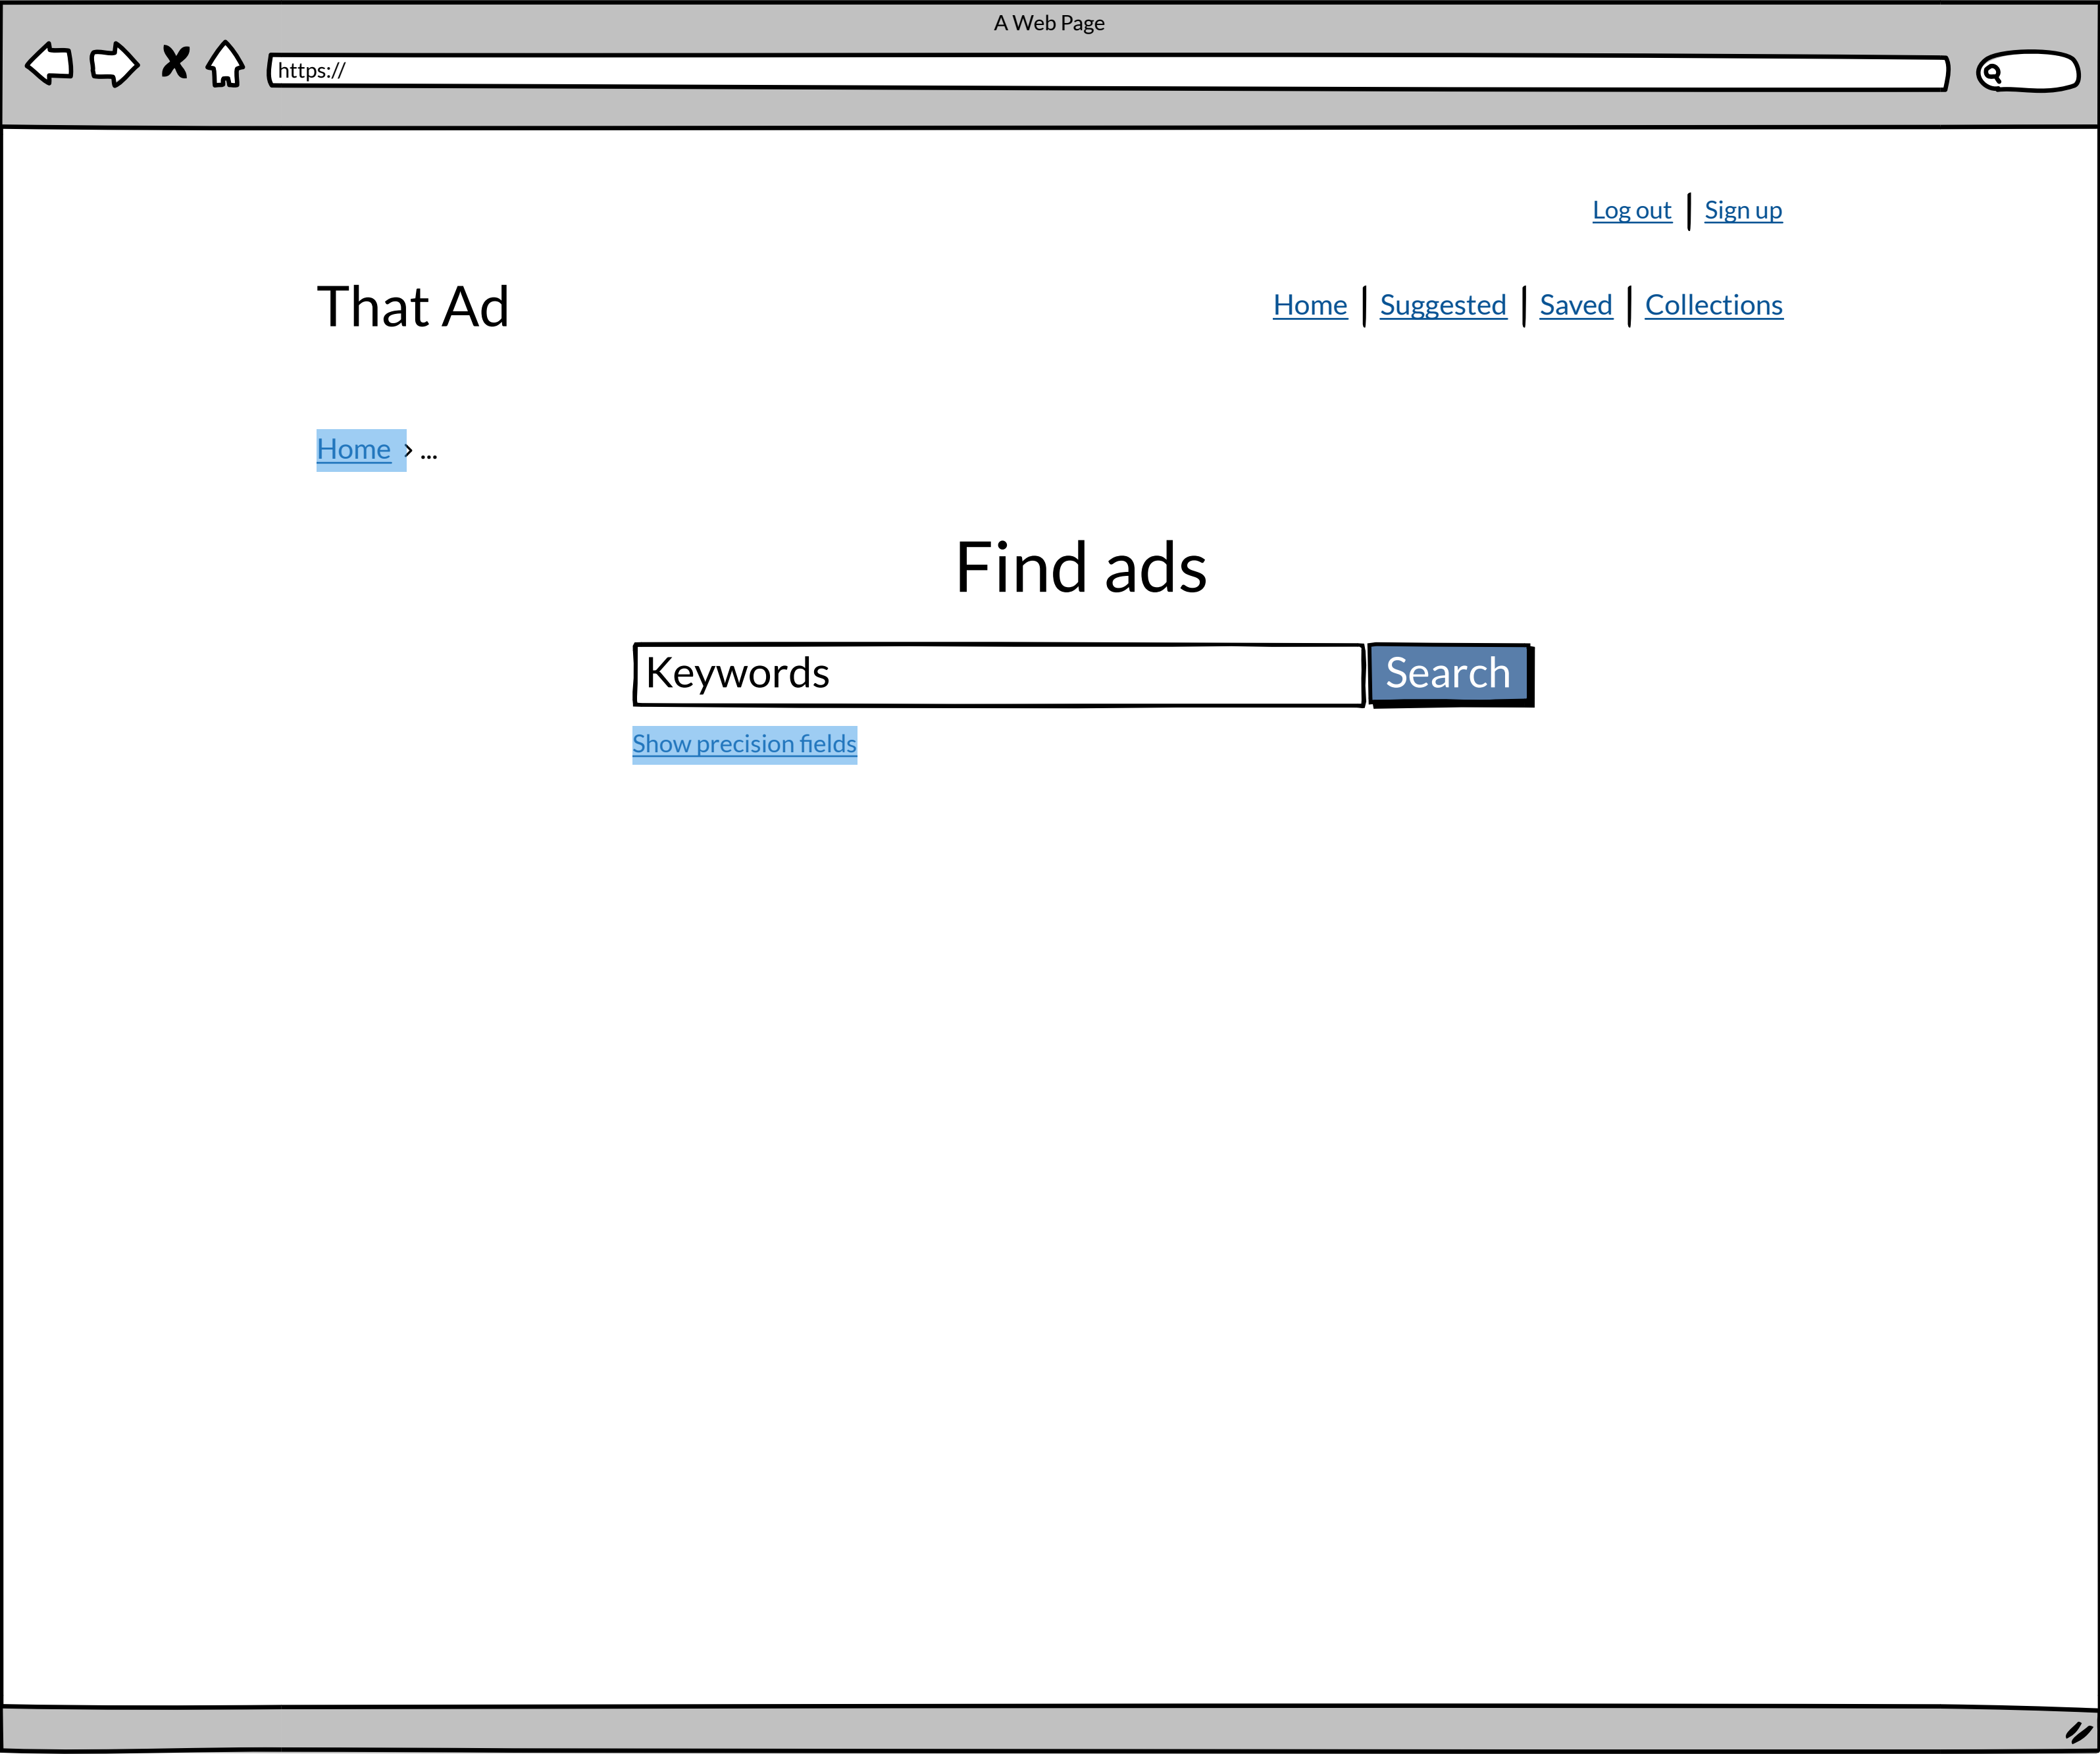 A Web Page
https://
Log out | Sign up
That Ad
Home | Suggested | Saved | Collections
Home > ...
Find ads
Keywords
Search
Show precision fields